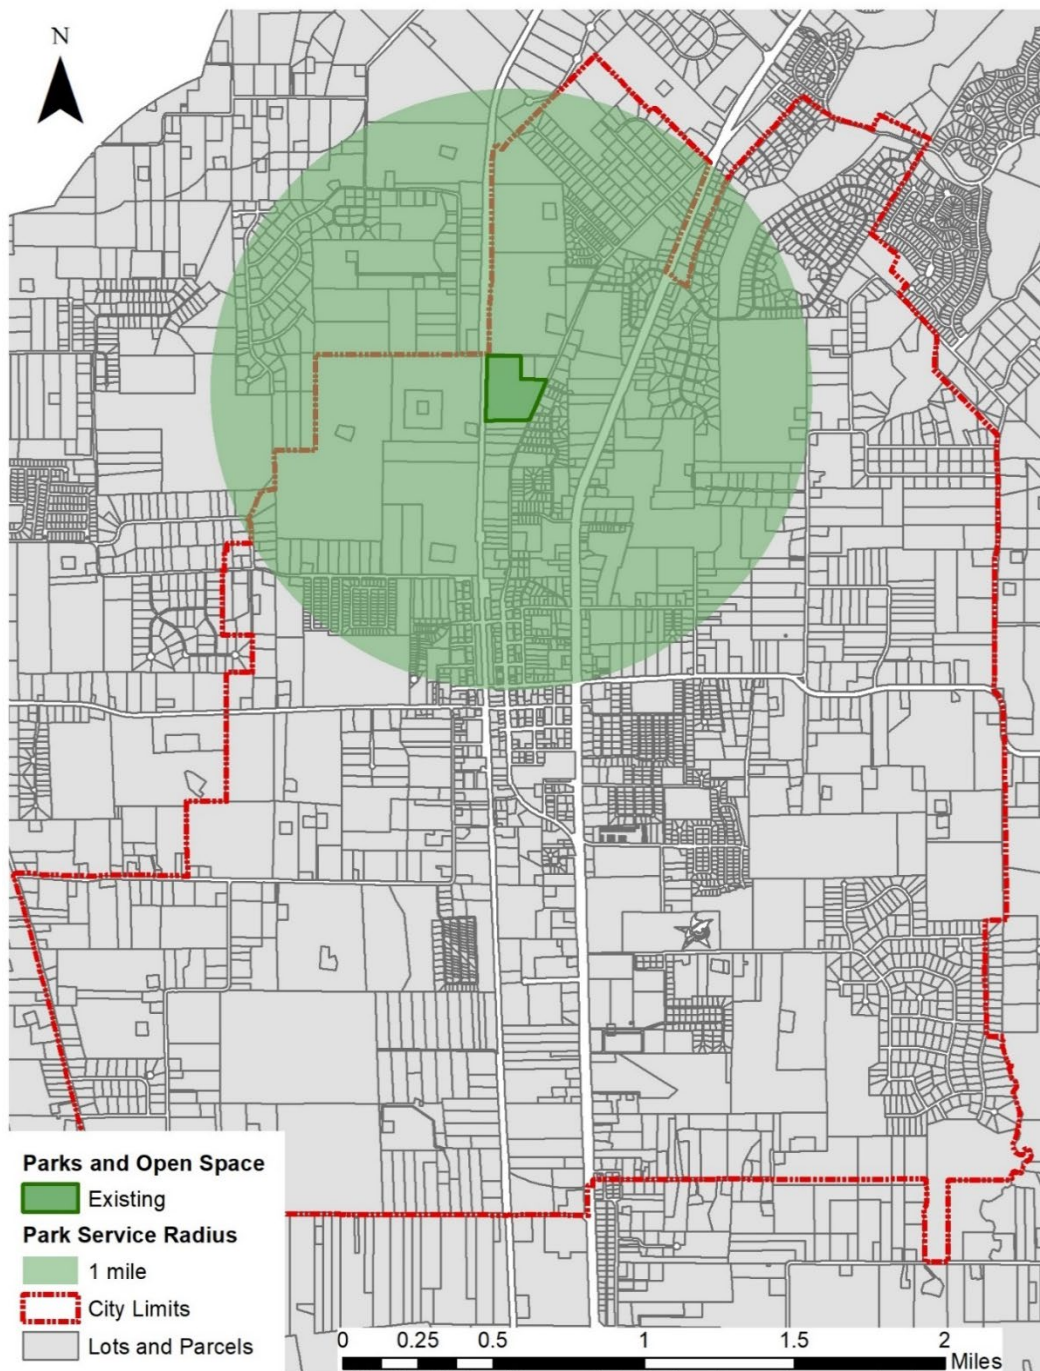 N
Parks and Open Space
Existing
Park Service Radius
1 mile
City Limits
Lots and Parcels
0 0.25 0.5 1 1.5 2
Miles